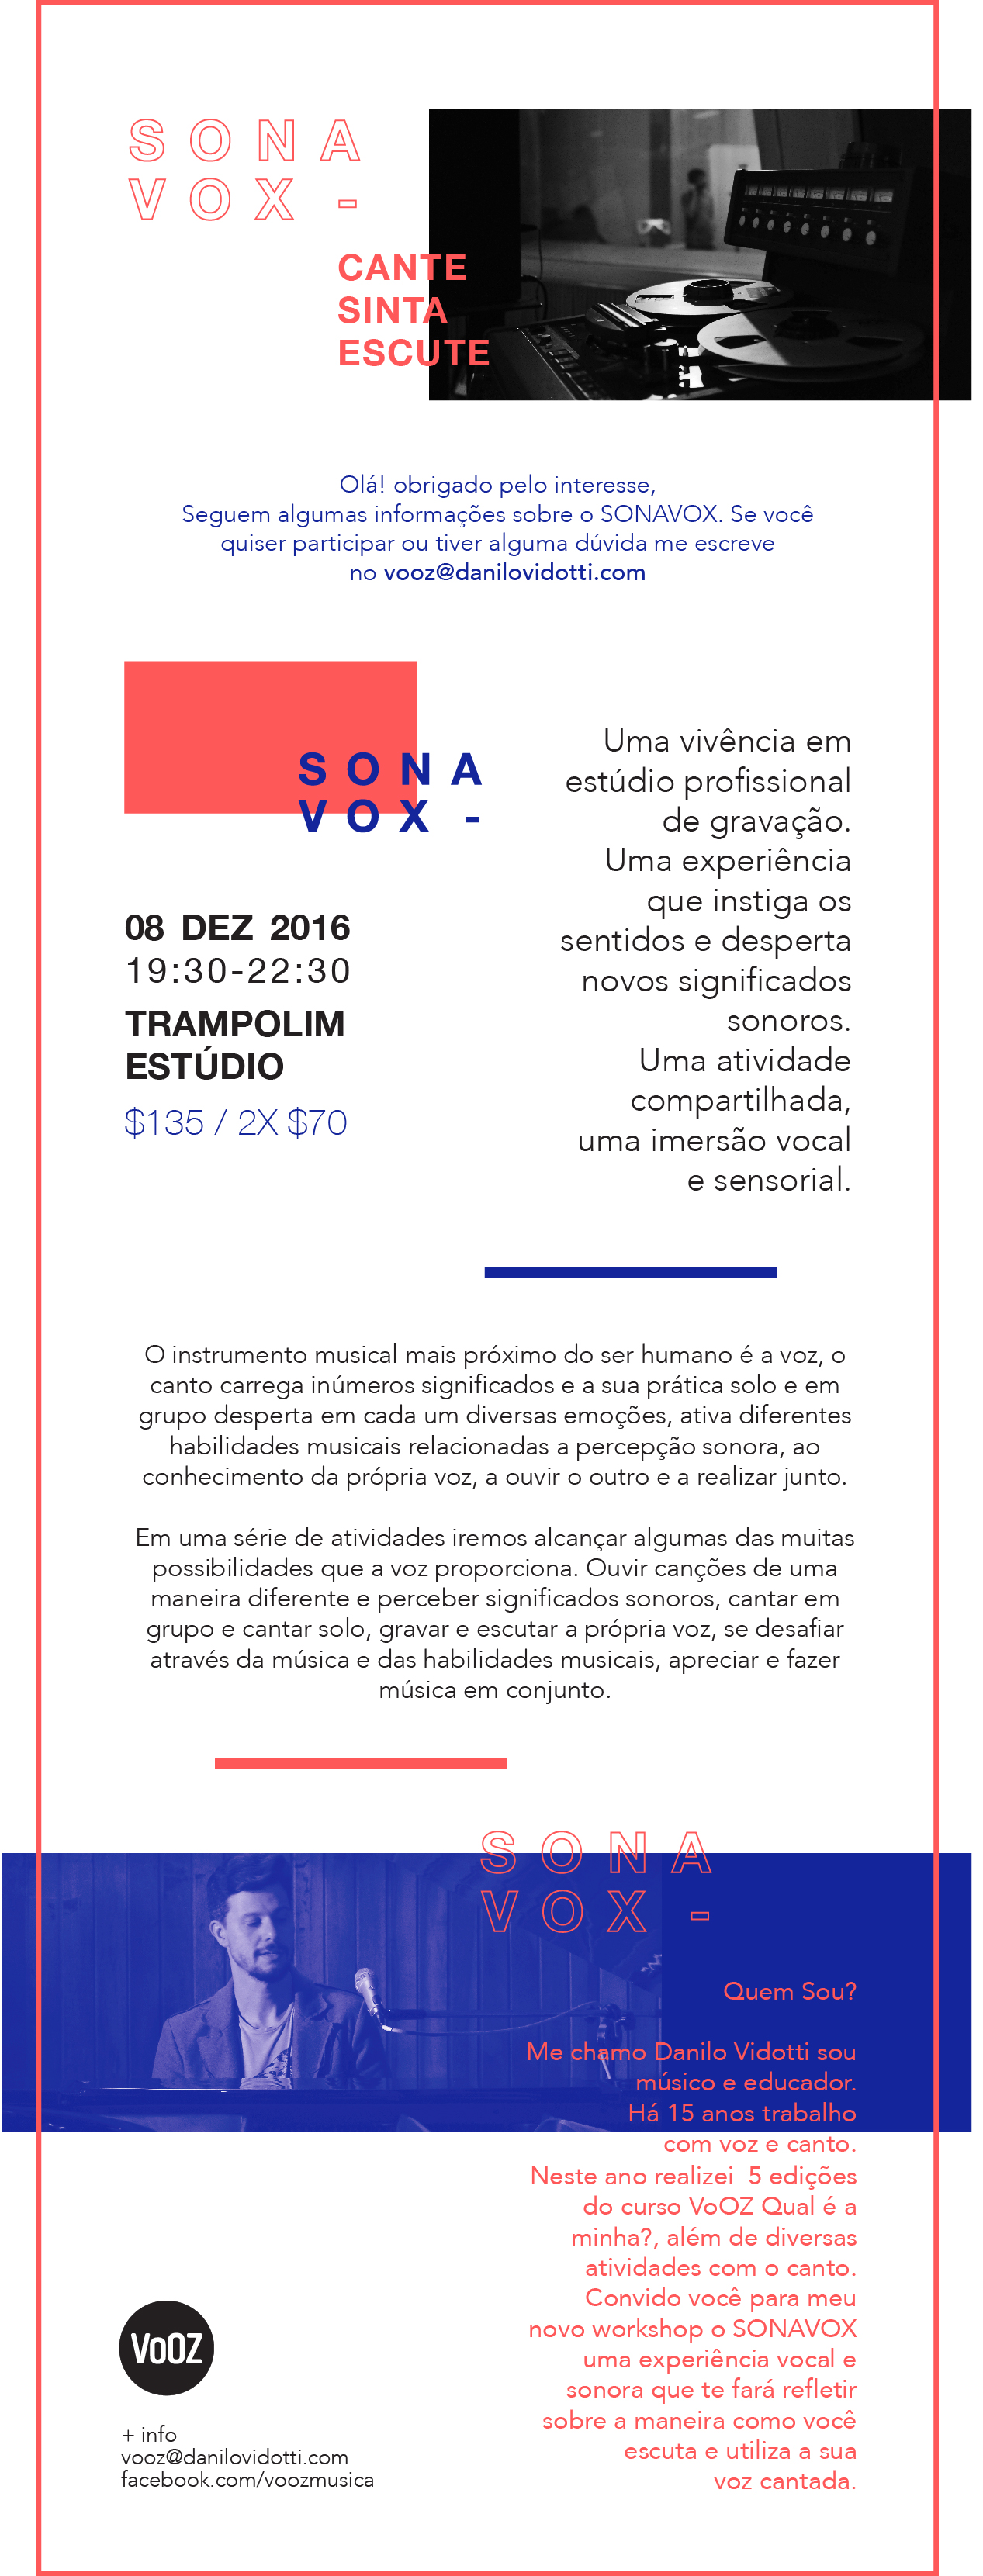 SONA
VOX -
CANTE
SINTA
ESCUTE
Olá! obrigado pelo interesse,
Seguem algumas informações sobre o SONAVOX. Se você
quiser participar ou tiver alguma dúvida me escreve
no vooz@danilovidotti.com
SONA
VOX -
08 DEZ 2016
19:30-22:30
TRAMPOLIM
ESTÚDIO
$135 / 2X $70
Uma vivência em
estúdio profissional
de gravação.
Uma experiência
que instiga os
sentidos e desperta
novos significados
sonoros.
Uma atividade
compartilhada,
uma imersão vocal
e sensorial.
O instrumento musical mais próximo do ser humano é a voz, o
canto carrega inúmeros significados e a sua prática solo e em
grupo desperta em cada um diversas emoções, ativa diferentes
habilidades musicais relacionadas a percepção sonora, ao
conhecimento da própria voz, a ouvir o outro e a realizar junto.
Em uma série de atividades iremos alcançar algumas das muitas
possibilidades que a voz proporciona. Ouvir canções de uma
maneira diferente e perceber significados sonoros, cantar em
grupo e cantar solo, gravar e escutar a própria voz, se desafiar
através da música e das habilidades musicais, apreciar e fazer
música em conjunto.
SONA
VOX -
Quem Sou?
Me chamo Danilo Vidotti sou
músico e educador.
Há 15 anos trabalho
com voz e canto.
Neste ano realizei 5 edições
do curso VoOZ Qual é a
minha?, além de diversas
atividades com o canto.
Convido você para meu
novo workshop o SONAVOX
uma experiência vocal e
sonora que te fará refletir
sobre a maneira como você
escuta e utiliza a sua
voz cantada.
VoOZ
+ info
vooz@danilovidotti.com
facebook.com/voozmusica